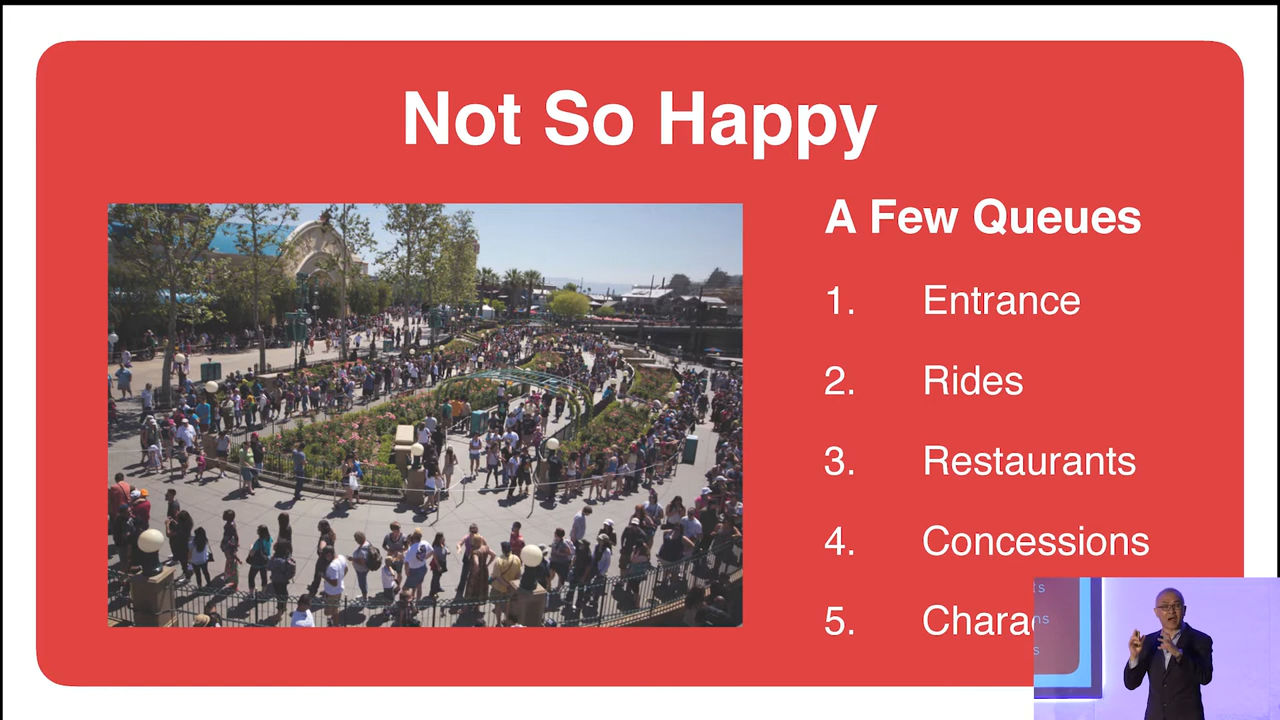 Not So Happy
A Few Queues
1. Entrance
2. Rides
3. Restaurants
4. Concessions
5.